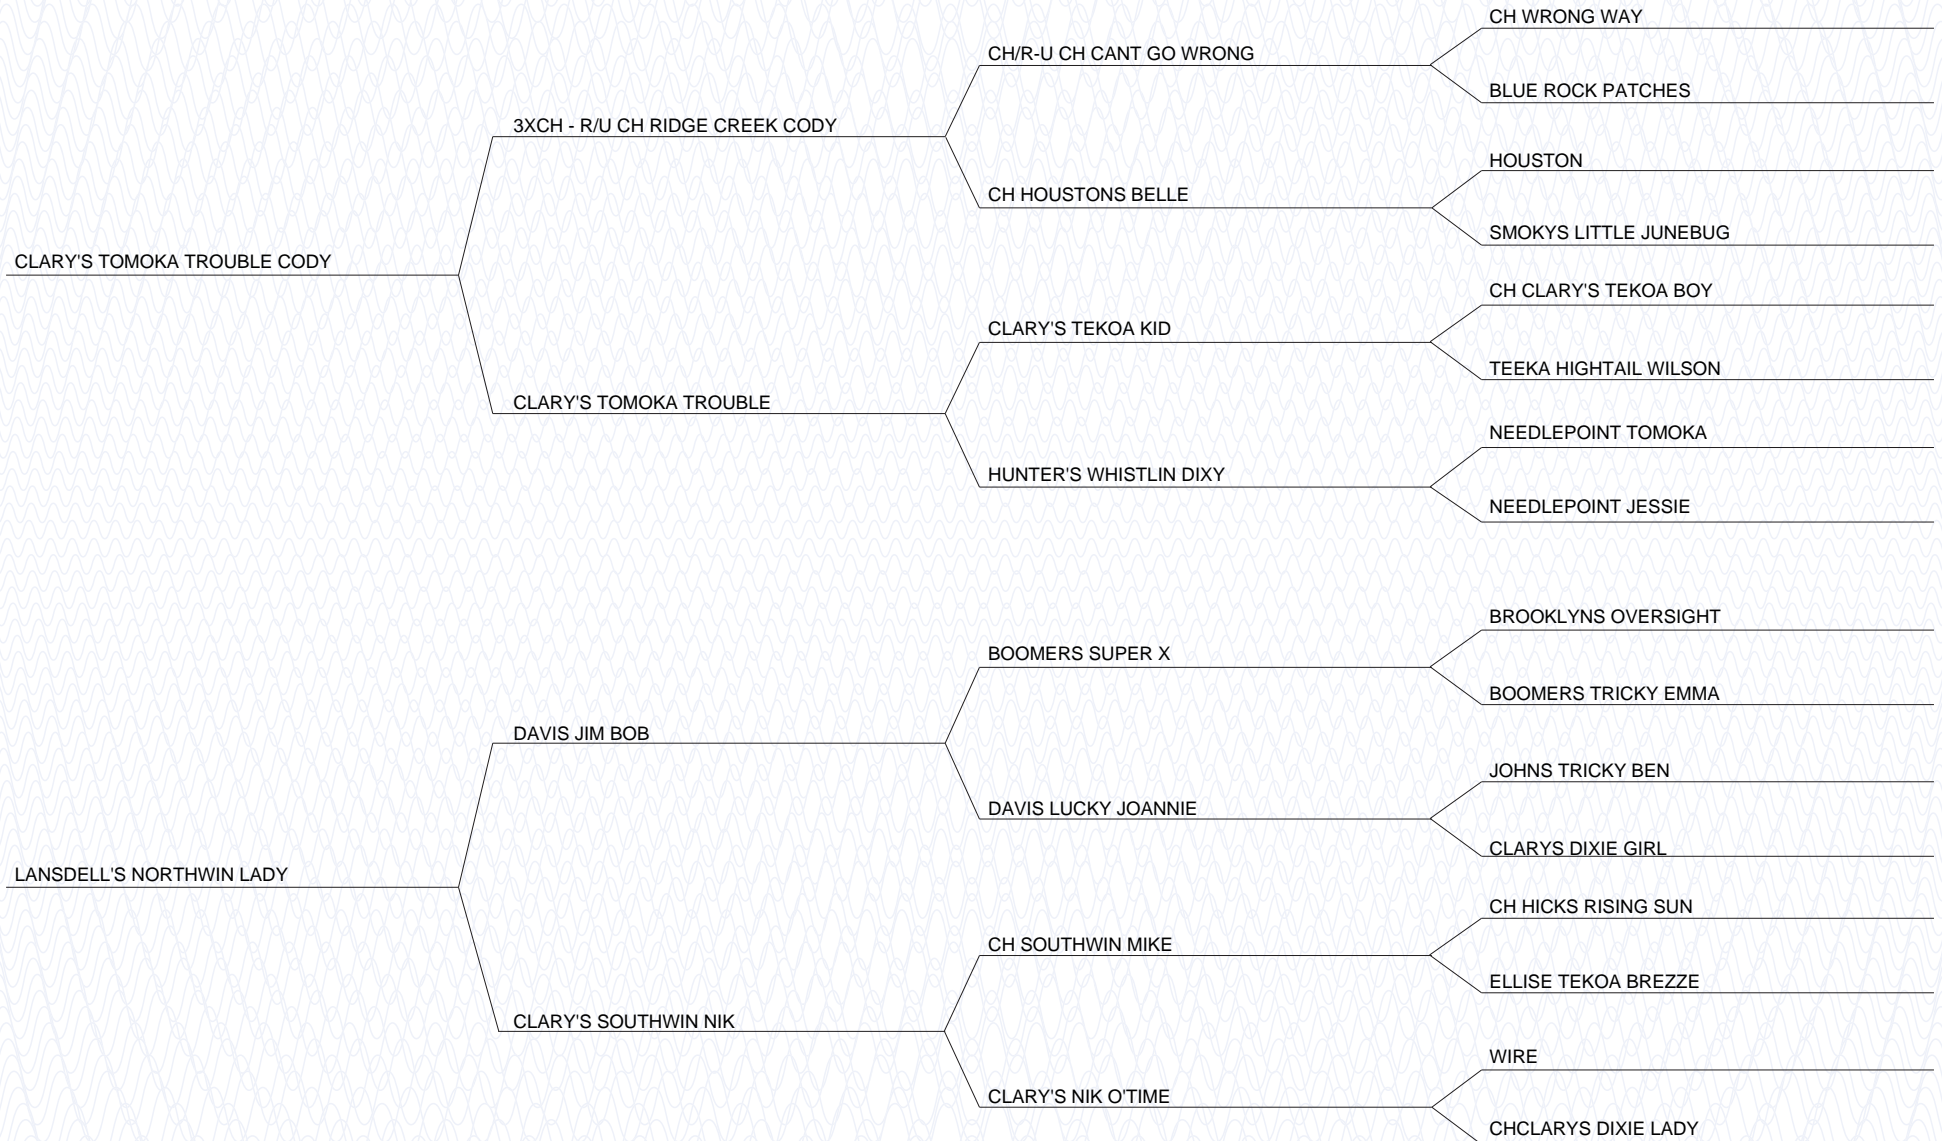 CH WRONG WAY
CH/R-U CH CANT GO WRONG
BLUE ROCK PATCHES
3XCH - R/U CH RIDGE CREEK CODY
HOUSTON
CH HOUSTONS BELLE
SMOKYS LITTLE JUNEBUG
CLARY'S TOMOKA TROUBLE CODY
CH CLARY'S TEKOA BOY
CLARY'S TEKOA KID
TEEKA HIGHTAIL WILSON
CLARY'S TOMOKA TROUBLE
NEEDLEPOINT TOMOKA
HUNTER'S WHISTLIN DIXY
NEEDLEPOINT JESSIE
BROOKLYNS OVERSIGHT
BOOMERS SUPER X
BOOMERS TRICKY EMMA
DAVIS JIM BOB
JOHNS TRICKY BEN
DAVIS LUCKY JOANNIE
CLARYS DIXIE GIRL
LANSDELL'S NORTHWIN LADY
CH HICKS RISING SUN
CH SOUTHWIN MIKE
ELLISE TEKOA BREZZE
CLARY'S SOUTHWIN NIK
WIRE
CLARY'S NIK O'TIME
CHCLARYS DIXIE LADY